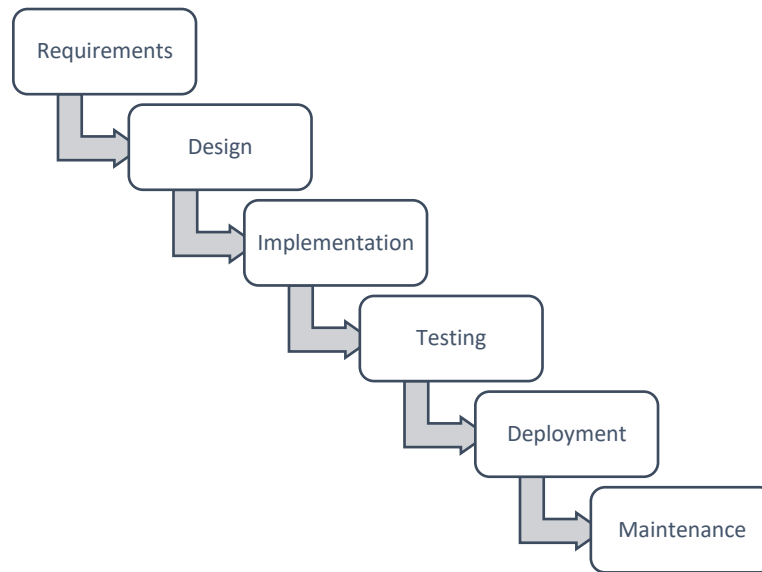 Requirements
Design
Implementation
Testing
Deployment
Maintenance